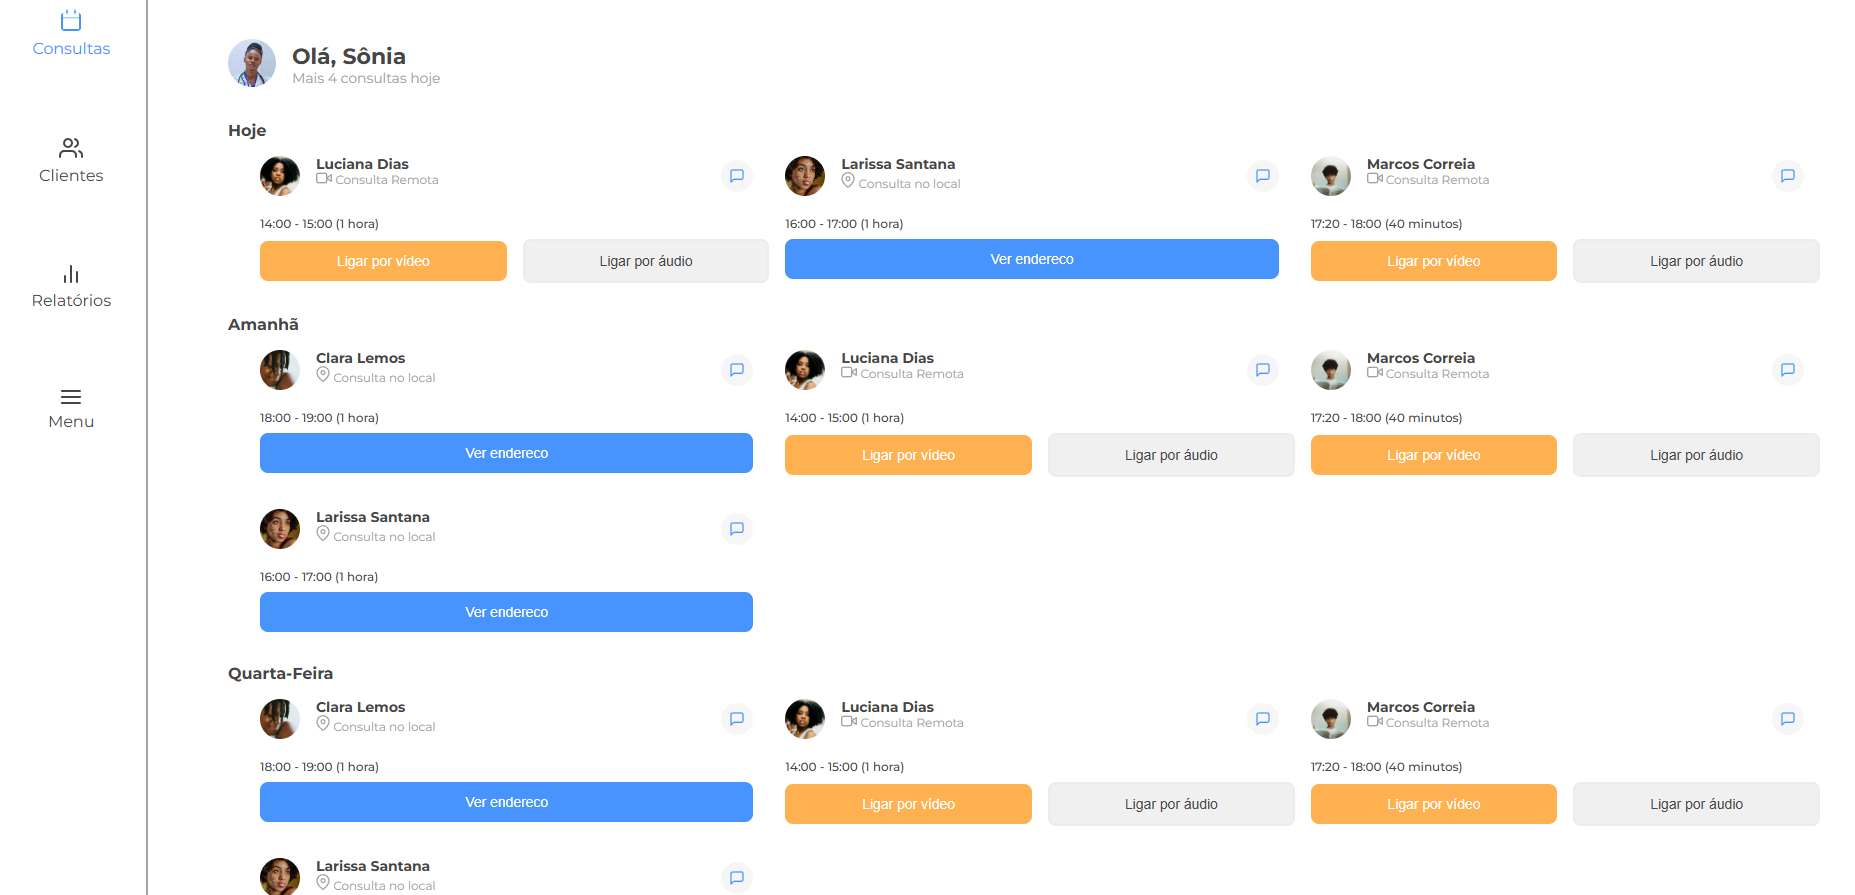 Consultas
Clientes
Relatórios
Menu
Olá, Sônia
Mais 4 consultas hoje
Hoje
Luciana Dias
Consulta Remota
14:00 - 15:00 (1 hora)
Ligar por vídeo
Ligar por áudio
Larissa Santana
Consulta no local
16:00 - 17:00 (1 hora)
Ver endereco
Marcos Correia
Consulta Remota
17:20 - 18:00 (40 minutos)
Ligar por vídeo
Ligar por áudio
Amanhã
Clara Lemos
Consulta no local
18:00 - 19:00 (1 hora)
Ver endereco
Luciana Dias
Consulta Remota
14:00 - 15:00 (1 hora)
Ligar por vídeo
Ligar por áudio
Marcos Correia
Consulta Remota
17:20 - 18:00 (40 minutos)
Ligar por vídeo
Ligar por áudio
Larissa Santana
Consulta no local
16:00 - 17:00 (1 hora)
Ver endereco
Quarta-Feira
Clara Lemos
Consulta no local
18:00 - 19:00 (1 hora)
Ver endereco
Luciana Dias
Consulta Remota
14:00 - 15:00 (1 hora)
Ligar por vídeo
Ligar por áudio
Marcos Correia
Consulta Remota
17:20 - 18:00 (40 minutos)
Ligar por vídeo
Ligar por áudio
Larissa Santana
Consulta no local